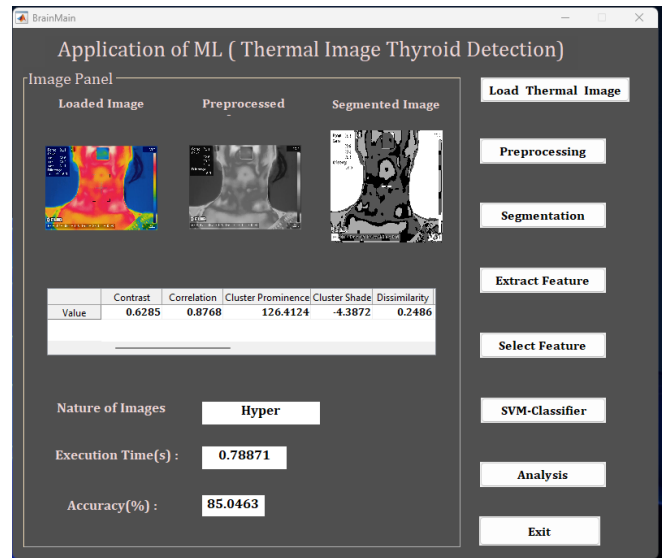 BrainMain
Application of ML ( Thermal Image Thyroid Detection)
Image Panel
Loaded Image
Preprocessed
Segmented Image
Contrast Correlation Cluster Prominence Cluster Shade Dissimilarity
Value 0.6285 0.8768 126.4124 -4.3872 0.2486
Nature of Images Hyper
Execution Time(s) : 0.78871
Accuracy(%) : 85.0463
Load Thermal Image
Preprocessing
Segmentation
Extract Feature
Select Feature
SVM-Classifier
Analysis
Exit